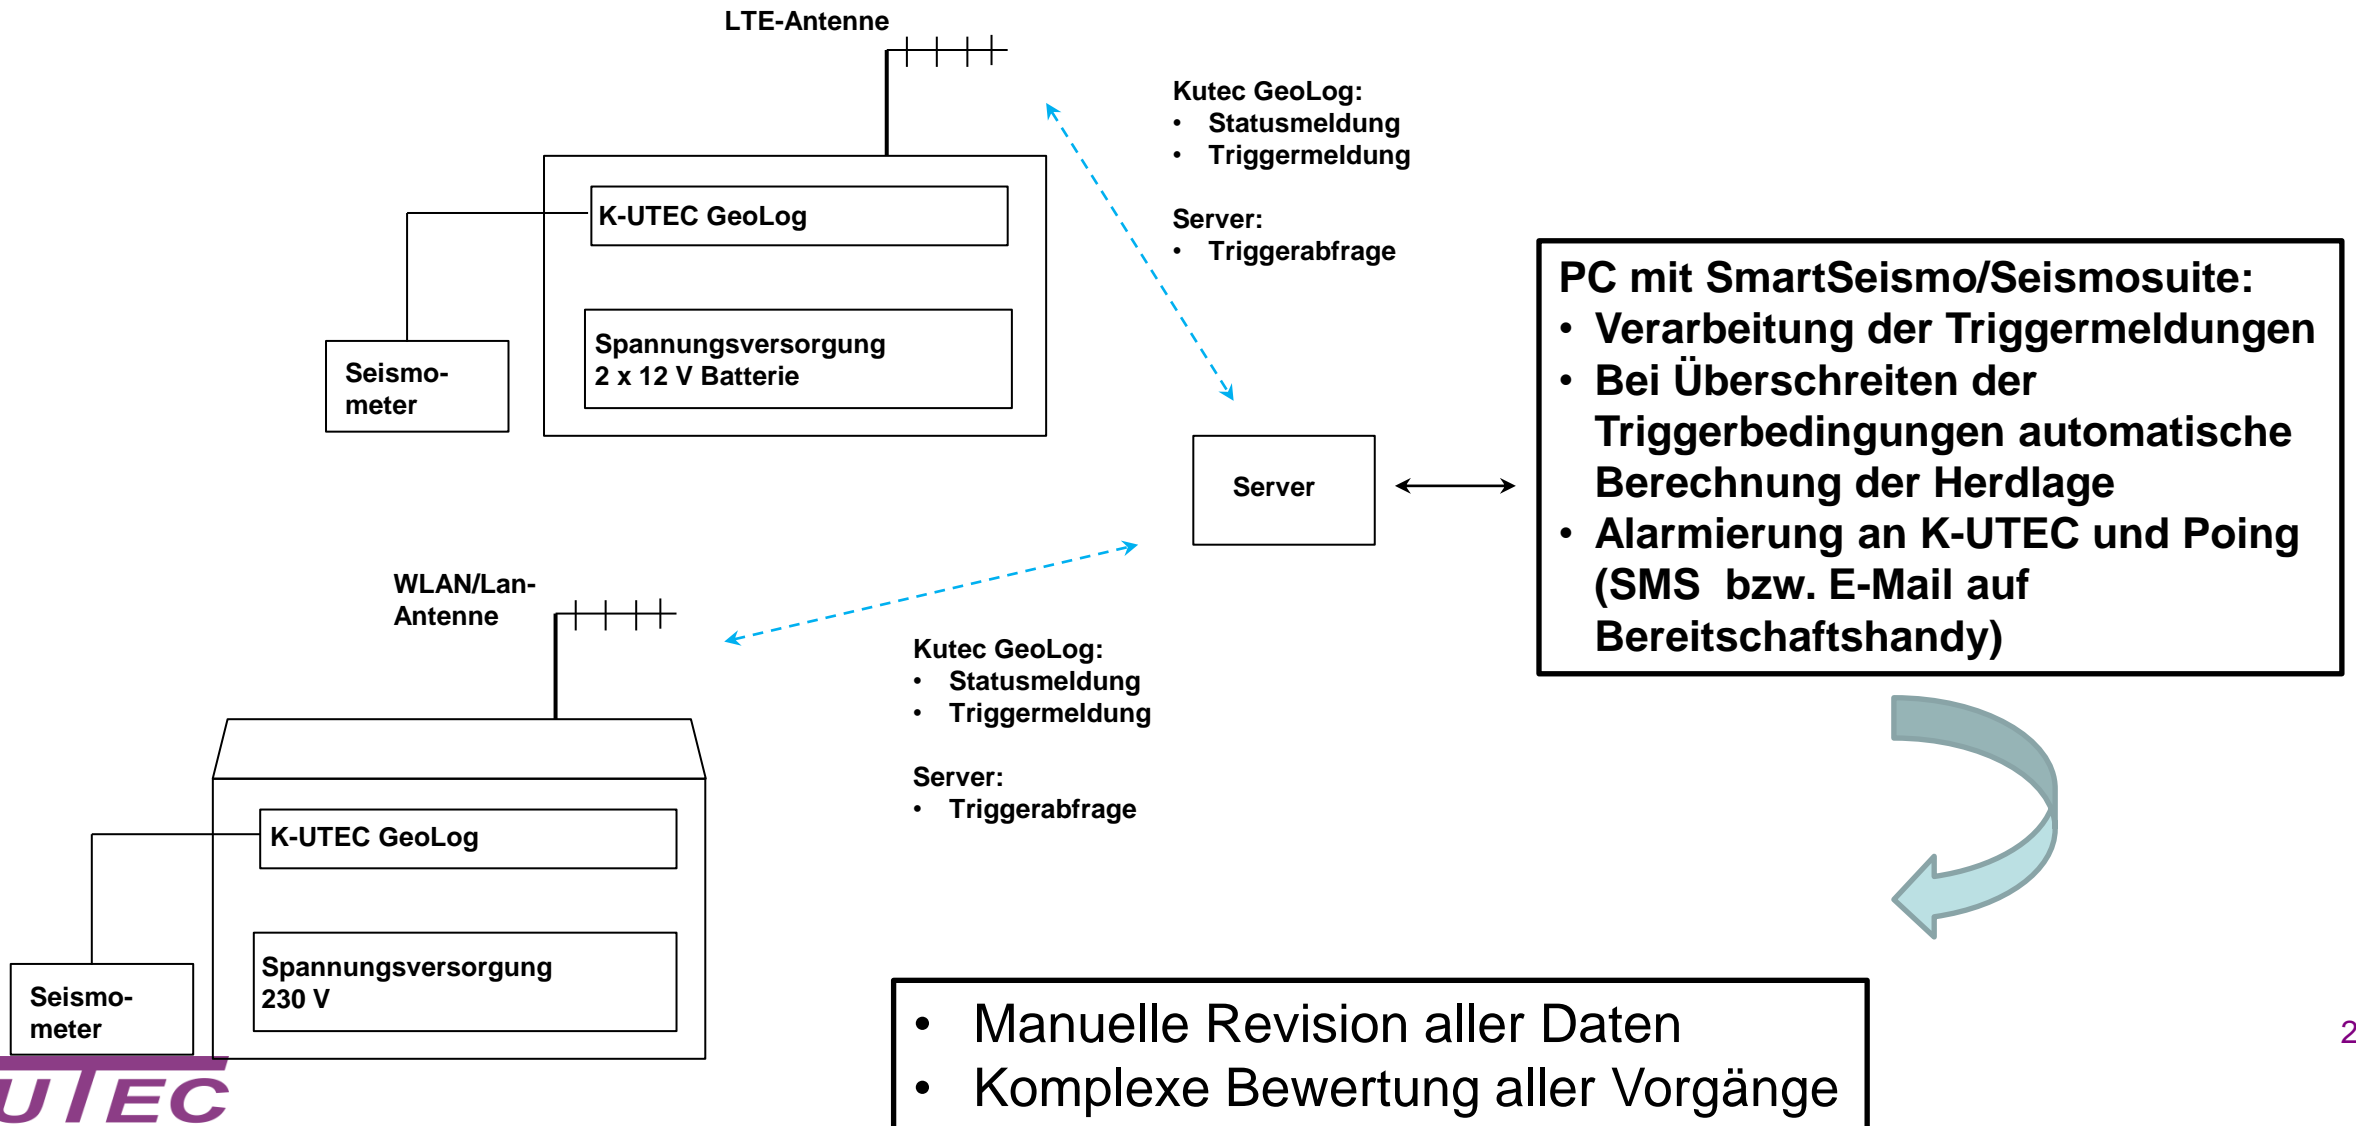 LTE-Antenne
Kutec GeoLog:
• Statusmeldung
• Triggermeldung
Server:
• Triggerabfrage
K-UTEC GeoLog
Spannungsversorgung
2 x 12 V Batterie
Seismo-
meter
PC mit SmartSeismo/Seismosuite:
• Verarbeitung der Triggermeldungen
• Bei Überschreiten der
Triggerbedingungen automatische
Berechnung der Herdlage
• Alarmierung an K-UTEC und Poing
(SMS  bzw. E-Mail auf
Bereitschaftshandy)
Server
WLAN/Lan-
Antenne
Kutec GeoLog:
• Statusmeldung
• Triggermeldung
Server:
• Triggerabfrage
K-UTEC GeoLog
Spannungsversorgung
230 V
Seismo-
meter
• Manuelle Revision aller Daten
• Komplexe Bewertung aller Vorgänge
2
UTEC